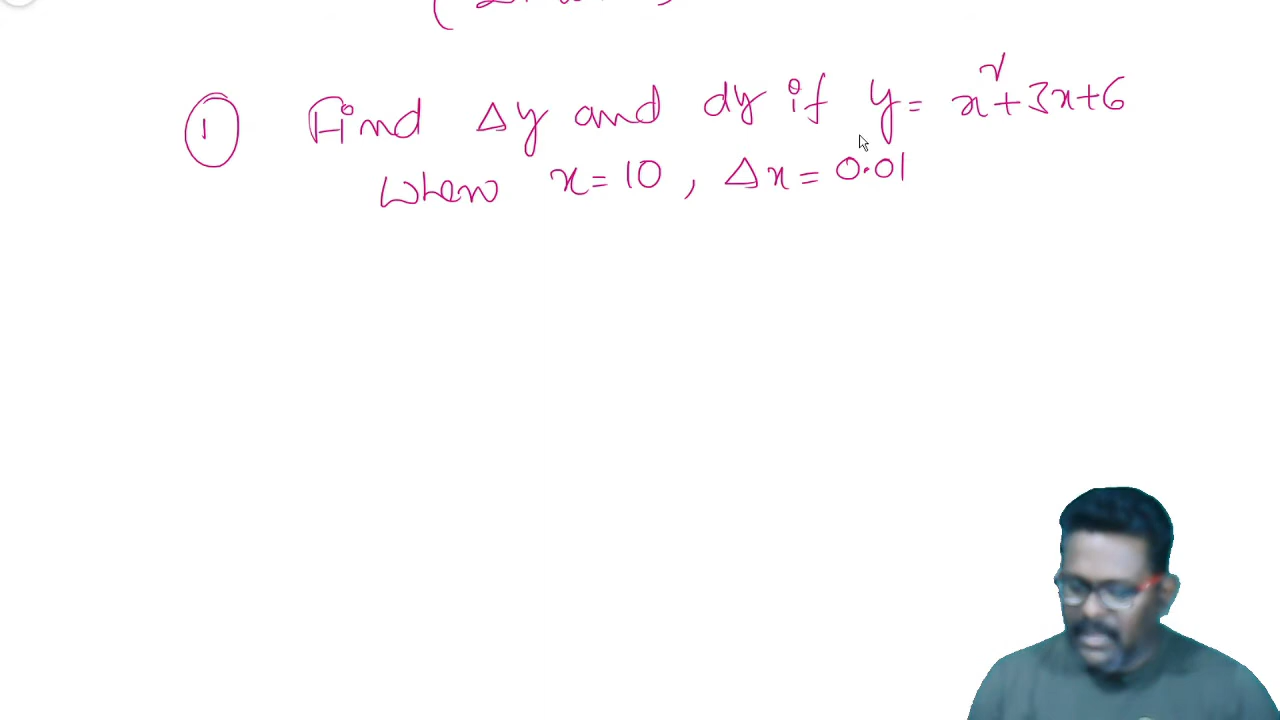 ① Find Δy and dy if y = x²+3x+6
when x = 10, Δx = 0.01